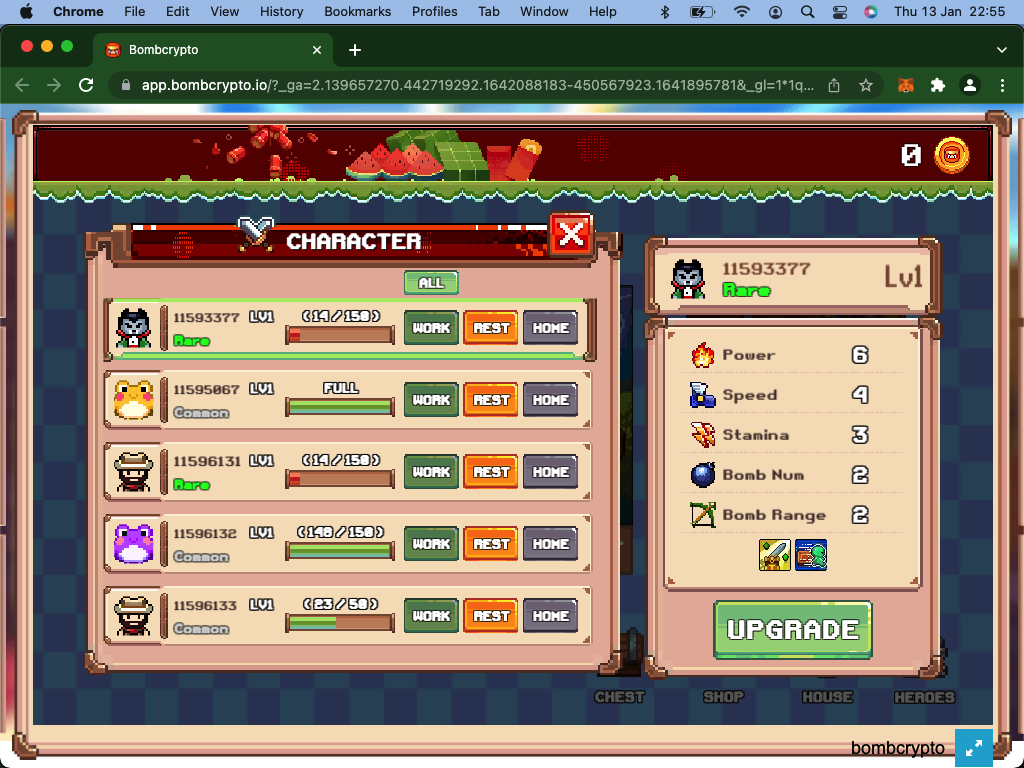 Chrome File Edit View History Bookmarks Profiles Tab Window Help Thu 13 Jan 22:55
Bombcrypto
app.bombcrypto.io/?_ga=2.139657270.442719292.1642088183-450567923.1641895781&_gl=1*1q...
0
CHARACTER
ALL
11593377 LV1 (14/150) WORK REST HOME
Rare
11595067 LV1 FULL WORK REST HOME
Common
11596131 LV1 (14/150) WORK REST HOME
Rare
11596132 LV1 (148/150) WORK REST HOME
Common
11596133 LV1 (23/50) WORK REST HOME
Common
11593377 Lv1
Rare
Power 6
Speed 4
Stamina 3
Bomb Num 2
Bomb Range 2
UPGRADE
CHEST SHOP HOUSE HEROES
bombcrypto